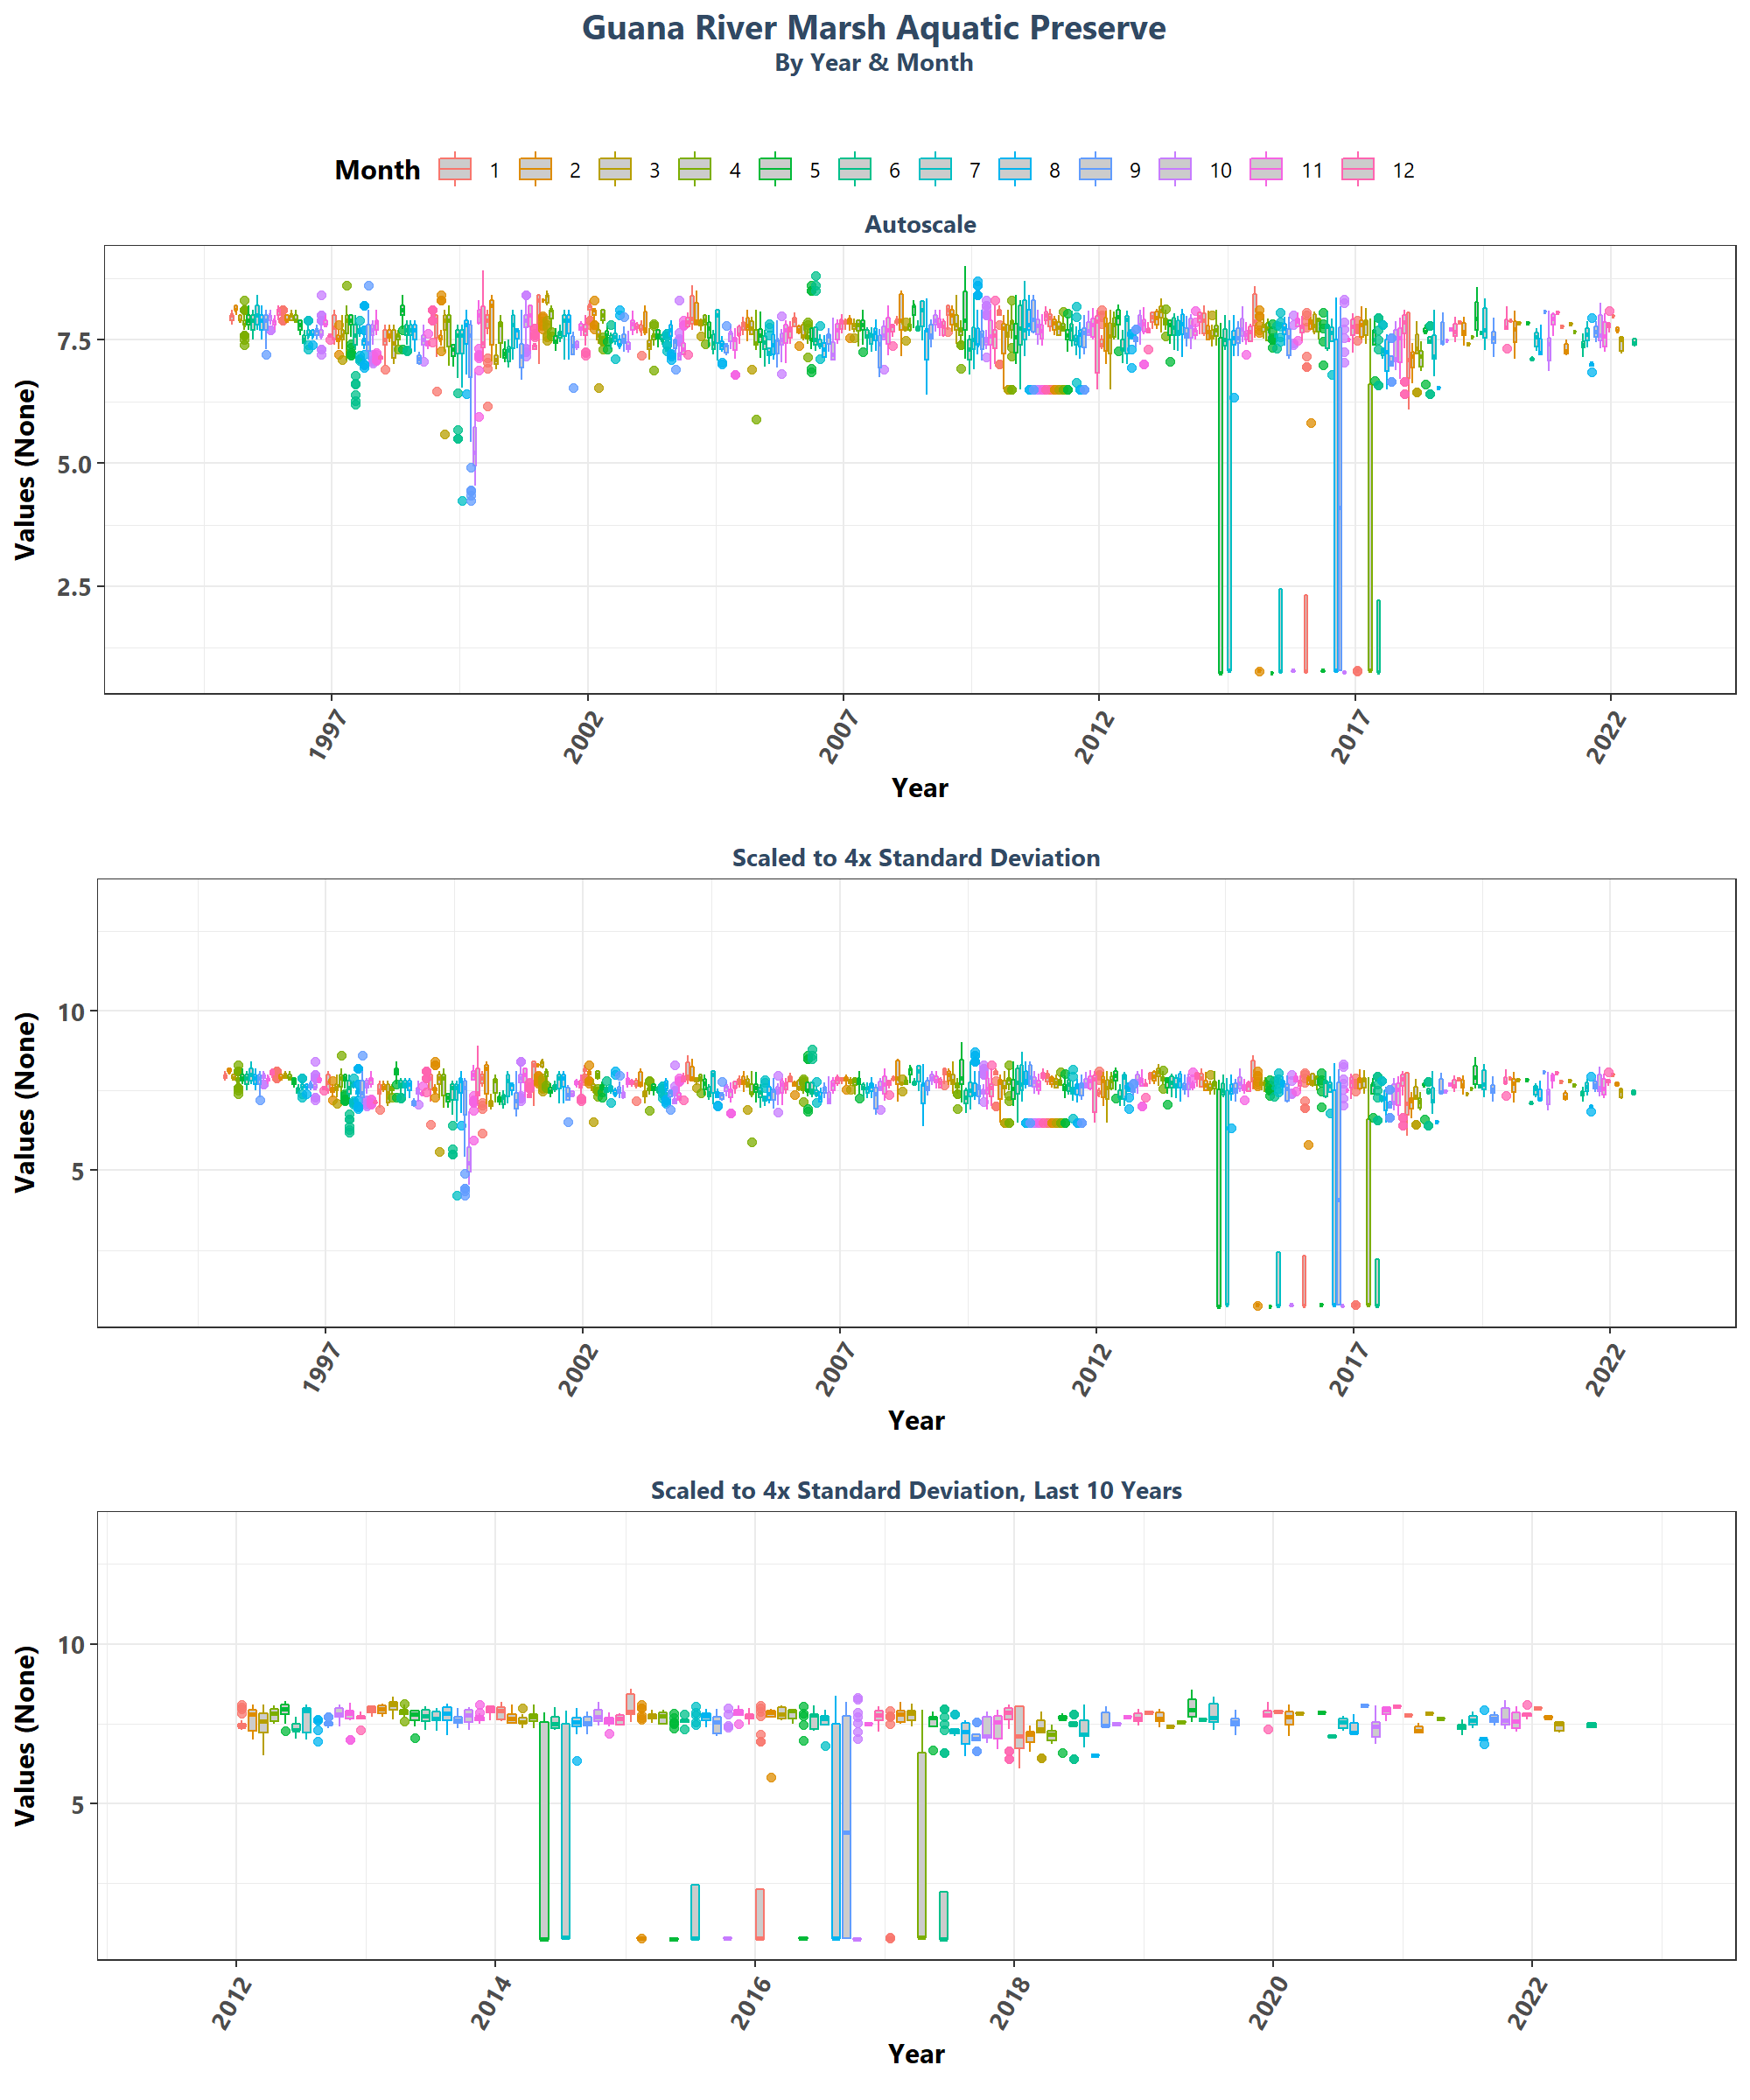 Guana River Marsh Aquatic Preserve
By Year & Month
Month 1 2 3 4 5 6 7 8 9 10 11 12
Autoscale
Values (None)
7.5
5.0
2.5
1997 2002 2007 2012 2017 2022
Year
Scaled to 4x Standard Deviation
Values (None)
10
5
1997 2002 2007 2012 2017 2022
Year
Scaled to 4x Standard Deviation, Last 10 Years
Values (None)
10
5
2012 2014 2016 2018 2020 2022
Year